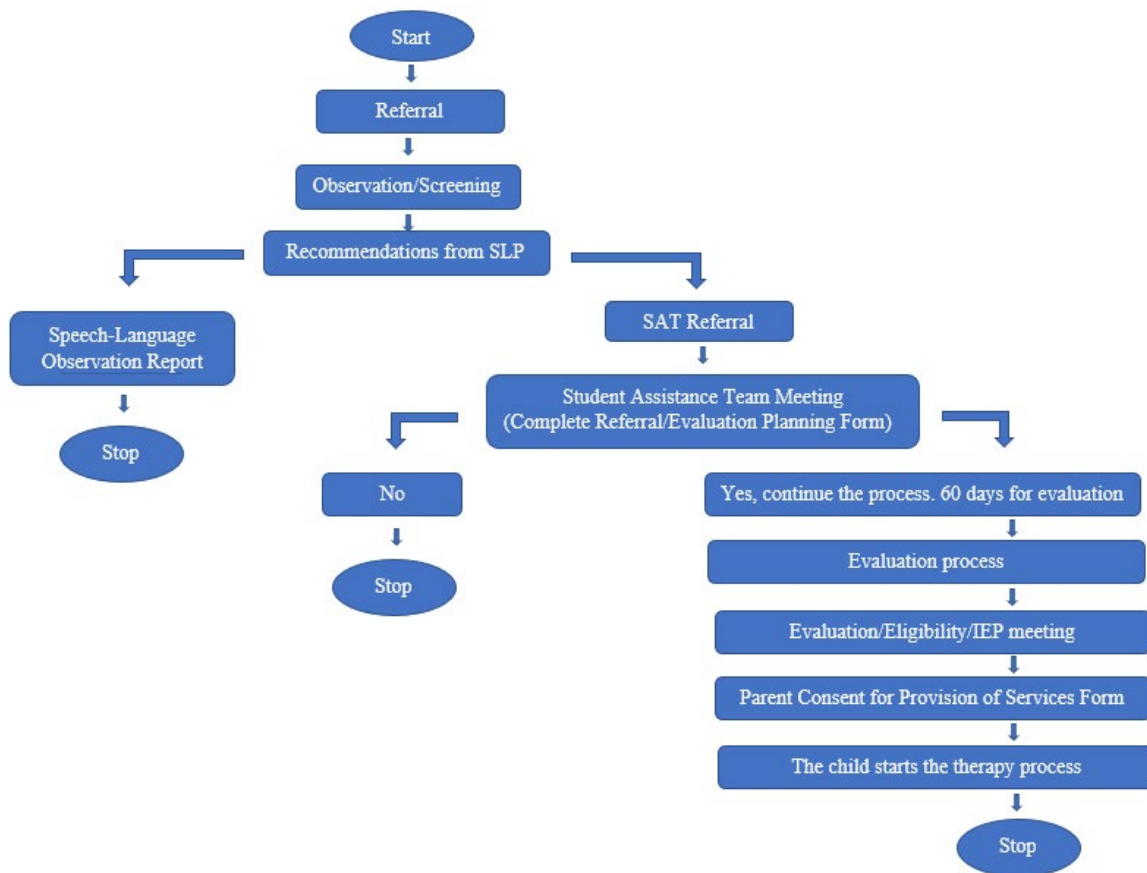 Start
Referral
Observation/Screening
Recommendations from SLP
Speech-Language
Observation Report
Stop
SAT Referral
Student Assistance Team Meeting
(Complete Referral/Evaluation Planning Form)
No
Stop
Yes, continue the process. 60 days for evaluation
Evaluation process
Evaluation/Eligibility/IEP meeting
Parent Consent for Provision of Services Form
The child starts the therapy process
Stop